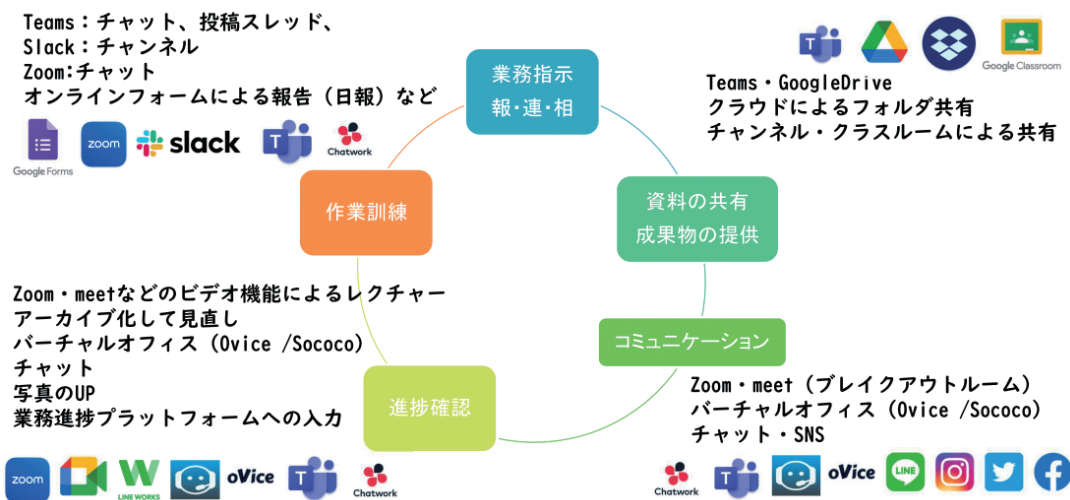 Teams：チャット、投稿スレッド、
Slack：チャンネル
Zoom:チャット
オンラインフォームによる報告（日報）など
Google Forms
zoom
slack
T
Chatwork
業務指示
報・連・相
T
Google Classroom
Teams・GoogleDrive
クラウドによるフォルダ共有
チャンネル・クラスルームによる共有
作業訓練
資料の共有
成果物の提供
Zoom・meetなどのビデオ機能によるレクチャー
アーカイブ化して見直し
バーチャルオフィス（Ovice /Sococo）
チャット
写真のUP
業務進捗プラットフォームへの入力
進捗確認
コミュニケーション
Zoom・meet（ブレイクアウトルーム）
バーチャルオフィス（Ovice /Sococo）
チャット・SNS
zoom
W
LINE WORKS
oVice
T
Chatwork
Chatwork
T
oVice
LINE